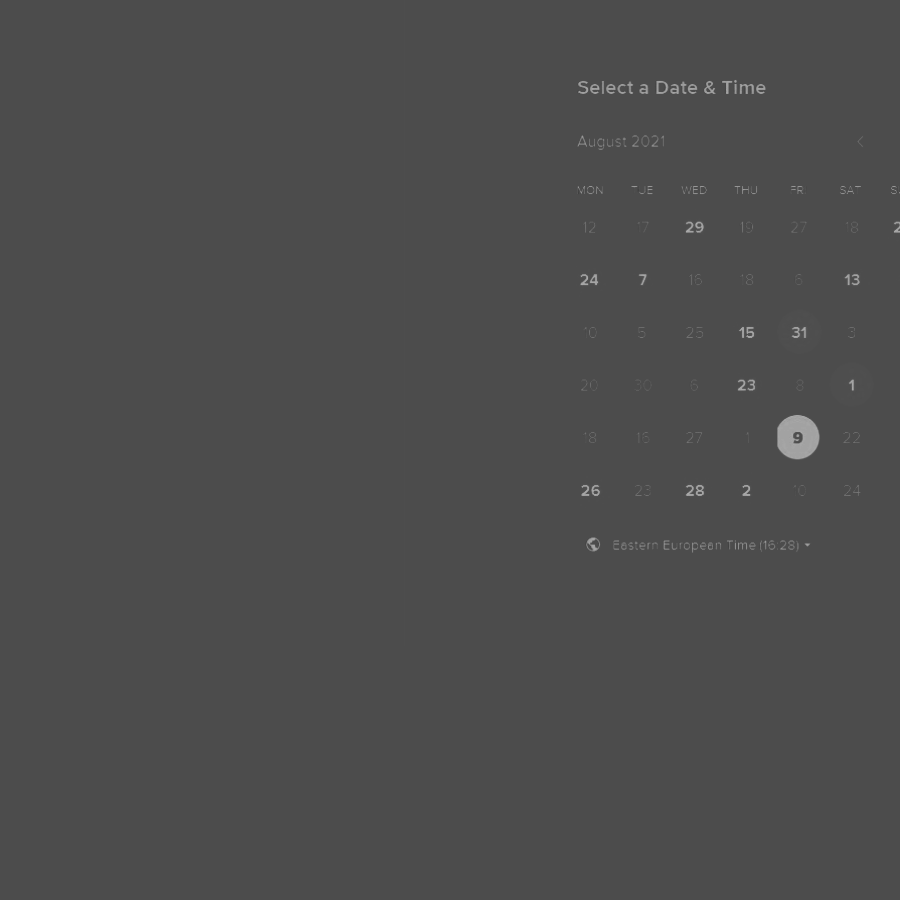 Select a Date & Time
August 2021
MON TUE WED THU FR SAT
12 17 29 19 27 18
24 7 16 18 6 13
10 5 25 15 31 3
20 30 6 23 8 1
18 16 27 1 9 22
26 23 28 2 10 24
Eastern European Time (16 28)